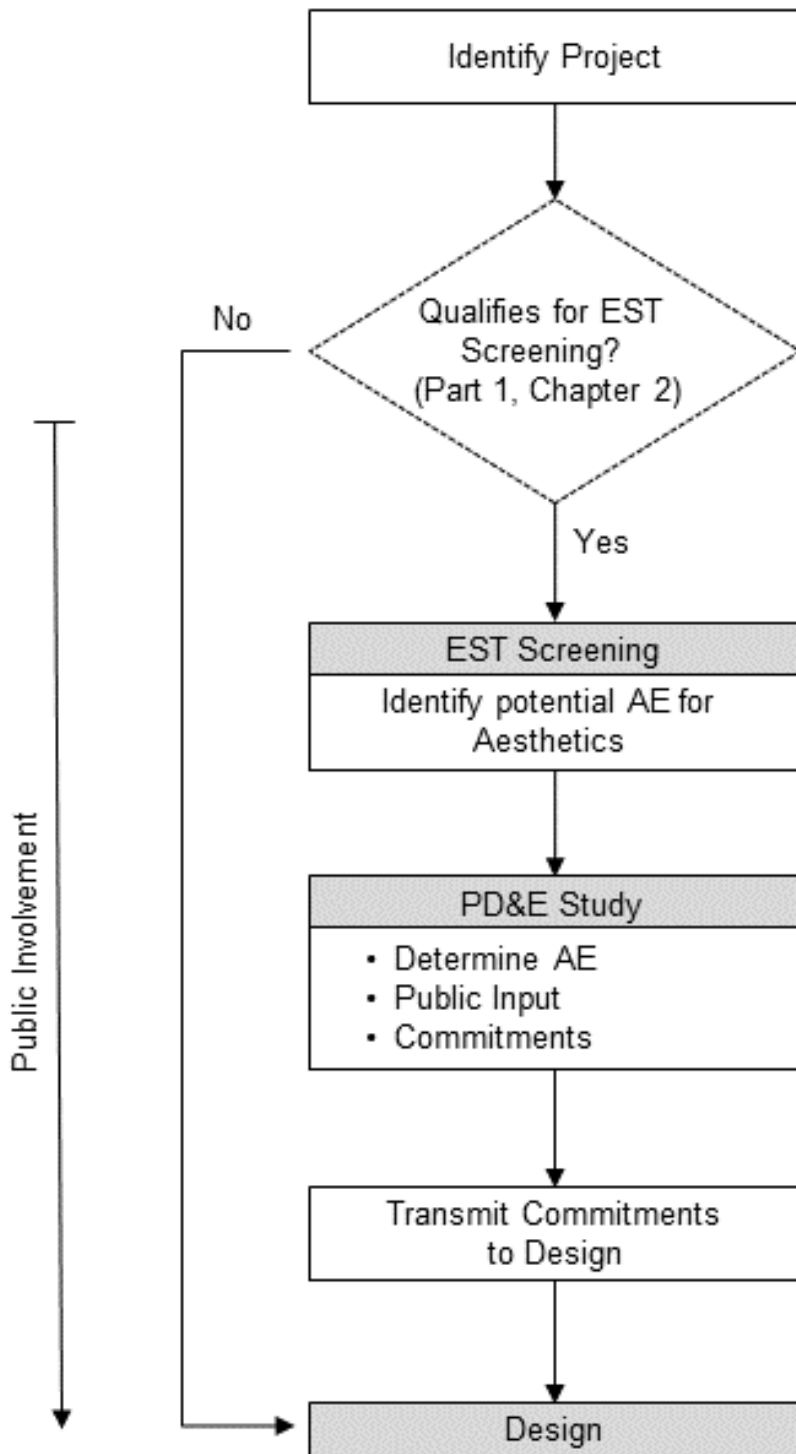 Identify Project
No
Qualifies for EST
Screening?
(Part 1, Chapter 2)
Yes
EST Screening
Identify potential AE for
Aesthetics
PD&E Study
• Determine AE
• Public Input
• Commitments
Public Involvement
Transmit Commitments
to Design
Design